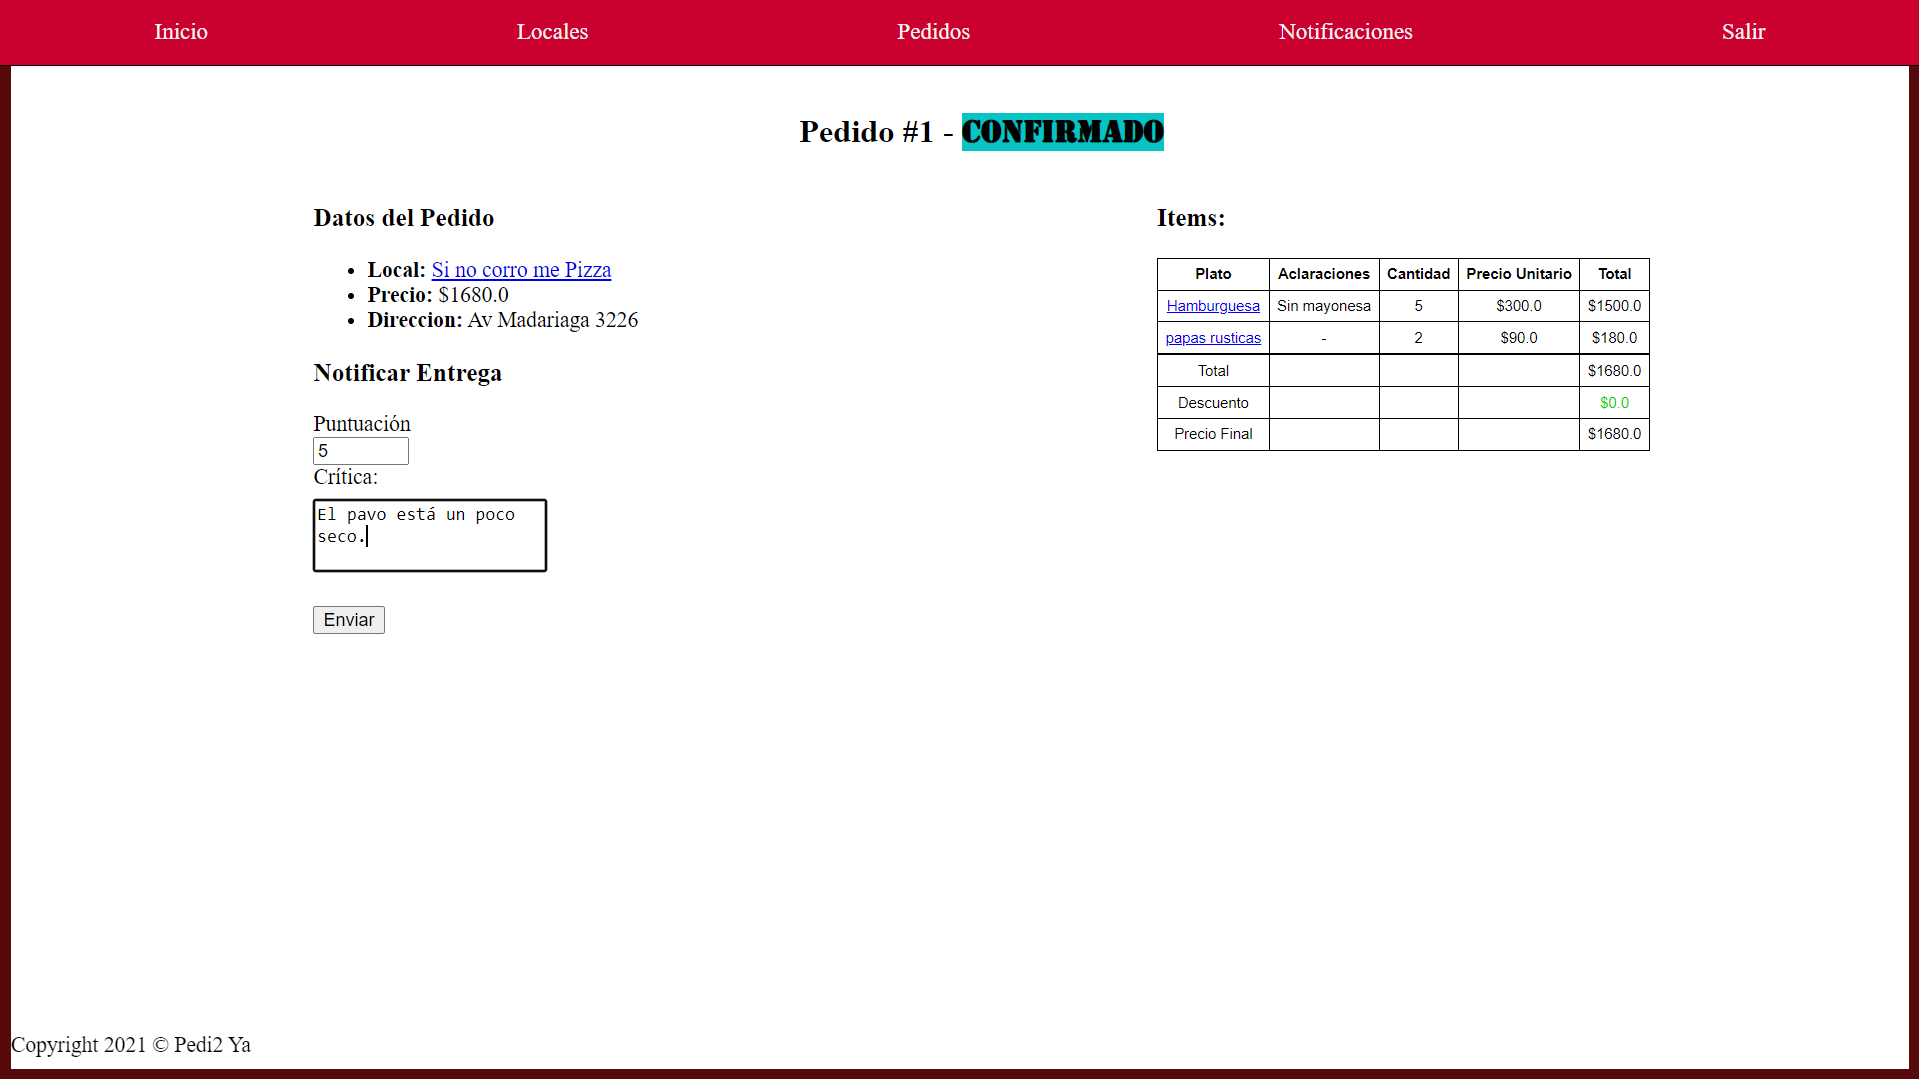 Inicio Locales Pedidos Notificaciones Salir
Pedido #1 - CONFIRMADO
Datos del Pedido
Local: Si no corro me Pizza
Precio: $1680.0
Direccion: Av Madariaga 3226
Notificar Entrega
Puntuación
5
Crítica:
El pavo está un poco
seco.
Enviar
Items:
Plato Aclaraciones Cantidad Precio Unitario Total
Hamburguesa Sin mayonesa 5 $300.0 $1500.0
papas rusticas - 2 $90.0 $180.0
Total $1680.0
Descuento $0.0
Precio Final $1680.0
Copyright 2021 © Pedi2 Ya